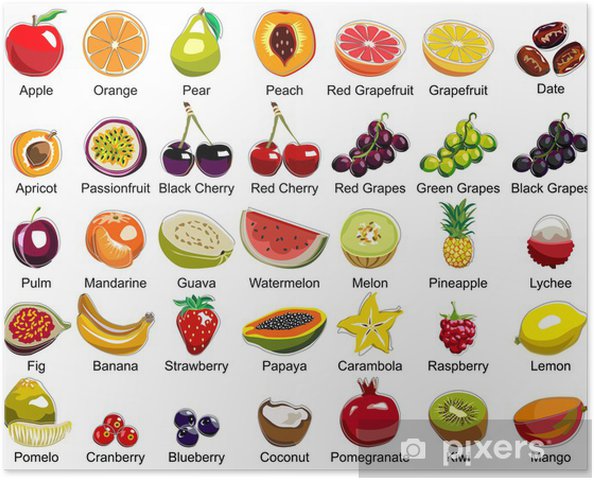 Apple Orange Pear Peach Red Grapefruit Grapefruit Date
Apricot Passionfruit Black Cherry Red Cherry Red Grapes Green Grapes Black Grapes
Pulm Mandarine Guava Watermelon Melon Pineapple Lychee
Fig Banana Strawberry Papaya Carambola Raspberry Lemon
Pomelo Cranberry Blueberry Coconut Pomegranate Kiwi Mango
pixers